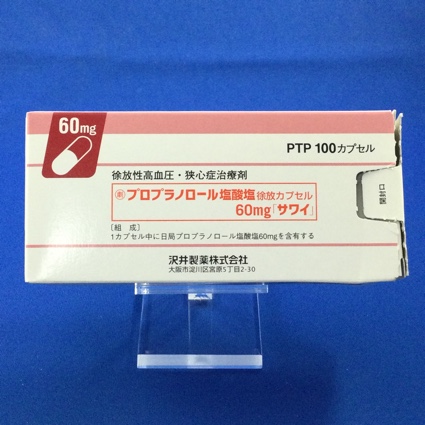 60mg
PTP 100カプセル
徐放性高血圧・狭心症治療剤
劇 プロプラノロール塩酸塩徐放カプセル
60mg「サワイ」
〔組 成〕
1カプセル中に日局プロプラノロール塩酸塩60mgを含有する
沢井製薬株式会社
大阪市淀川区宮原5丁目2-30
開封口